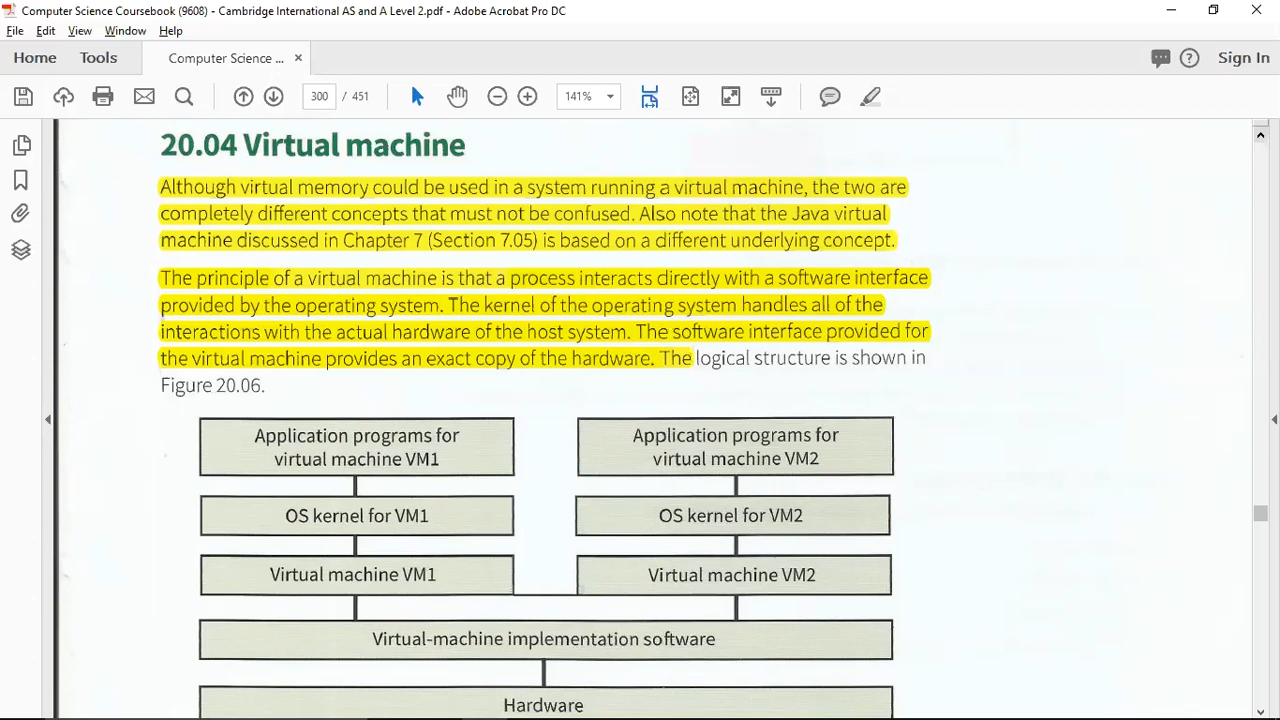 Computer Science Coursebook (9608) - Cambridge International AS and A Level 2.pdf - Adobe Acrobat Pro DC
File Edit View Window Help
Home Tools Computer Science ... × Sign In
300 / 451 141%
20.04 Virtual machine
Although virtual memory could be used in a system running a virtual machine, the two are
completely different concepts that must not be confused. Also note that the Java virtual
machine discussed in Chapter 7 (Section 7.05) is based on a different underlying concept.
The principle of a virtual machine is that a process interacts directly with a software interface
provided by the operating system. The kernel of the operating system handles all of the
interactions with the actual hardware of the host system. The software interface provided for
the virtual machine provides an exact copy of the hardware. The logical structure is shown in
Figure 20.06.
Application programs for
virtual machine VM1
Application programs for
virtual machine VM2
OS kernel for VM1
OS kernel for VM2
Virtual machine VM1
Virtual machine VM2
Virtual-machine implementation software
Hardware